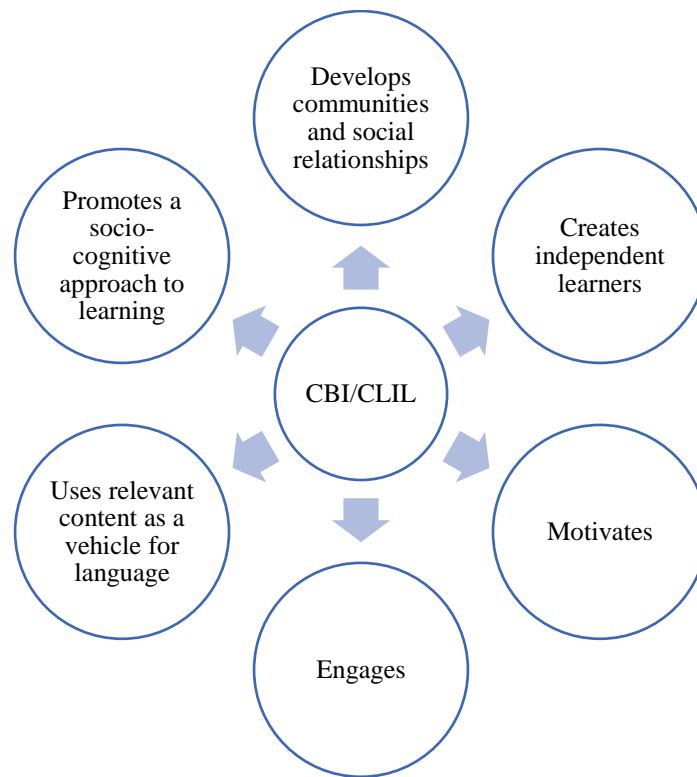 Develops
communities
and social
relationships
Promotes a
socio-
cognitive
approach to
learning
Creates
independent
learners
CBI/CLIL
Uses relevant
content as a
vehicle for
language
Motivates
Engages